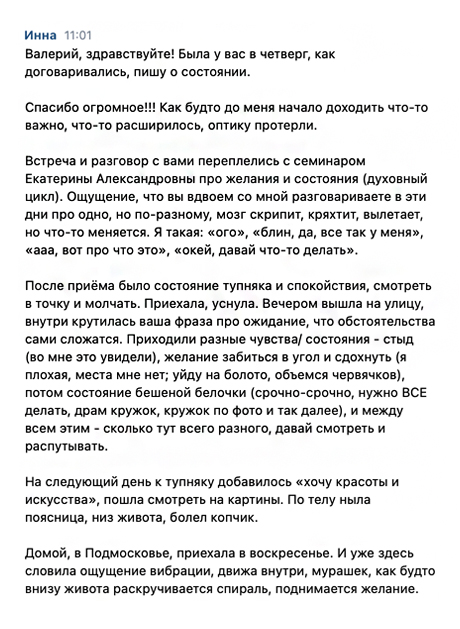 Инна 11:01
Валерий, здравствуйте! Была у вас в четверг, как
договаривались, пишу о состоянии.
Спасибо огромное!!! Как будто до меня начало доходить что-то
важно, что-то расширилось, оптику протерли.
Встреча и разговор с вами переплелись с семинаром
Екатерины Александровны про желания и состояния (духовный
цикл). Ощущение, что вы вдвоем со мной разговариваете в эти
дни про одно, но по-разному, мозг скрипит, кряхтит, вылетает,
но что-то меняется. Я такая: «ого», «блин, да, все так у меня»,
«ааа, вот про что это», «окей, давай что-то делать».
После приёма было состояние тупняка и спокойствия, смотреть
в точку и молчать. Приехала, уснула. Вечером вышла на улицу,
внутри крутилась ваша фраза про ожидание, что обстоятельства
сами сложатся. Приходили разные чувства/ состояния - стыд
(во мне это увидели), желание забиться в угол и сдохнуть (я
плохая, места мне нет; уйду на болото, объемся червячков),
потом состояние бешеной белочки (срочно-срочно, нужно ВСЕ
делать, драм кружок, кружок по фото и так далее), и между
всем этим - сколько тут всего разного, давай смотреть и
распутывать.
На следующий день к тупняку добавилось «хочу красоты и
искусства», пошла смотреть на картины. По телу ныла
поясница, низ живота, болел копчик.
Домой, в Подмосковье, приехала в воскресенье. И уже здесь
словила ощущение вибрации, движа внутри, мурашек, как будто
внизу живота раскручивается спираль, поднимается желание.